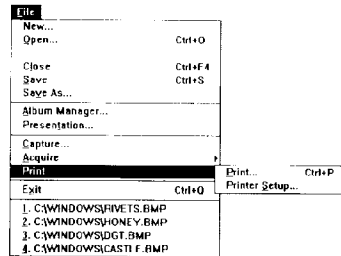 File
New...
Open... Ctrl+O
Close Ctrl+F4
Save Ctrl+S
Save As...
Album Manager...
Presentation...
Capture...
Acquire
Print
Print... Ctrl+P
Printer Setup...
Exit Ctrl+Q
1. C:\WINDOWS\RIVETS.BMP
2. C:\WINDOWS\HONEY.BMP
3. C:\WINDOWS\DGT.BMP
4. C:\WINDOWS\CASTLE.BMP